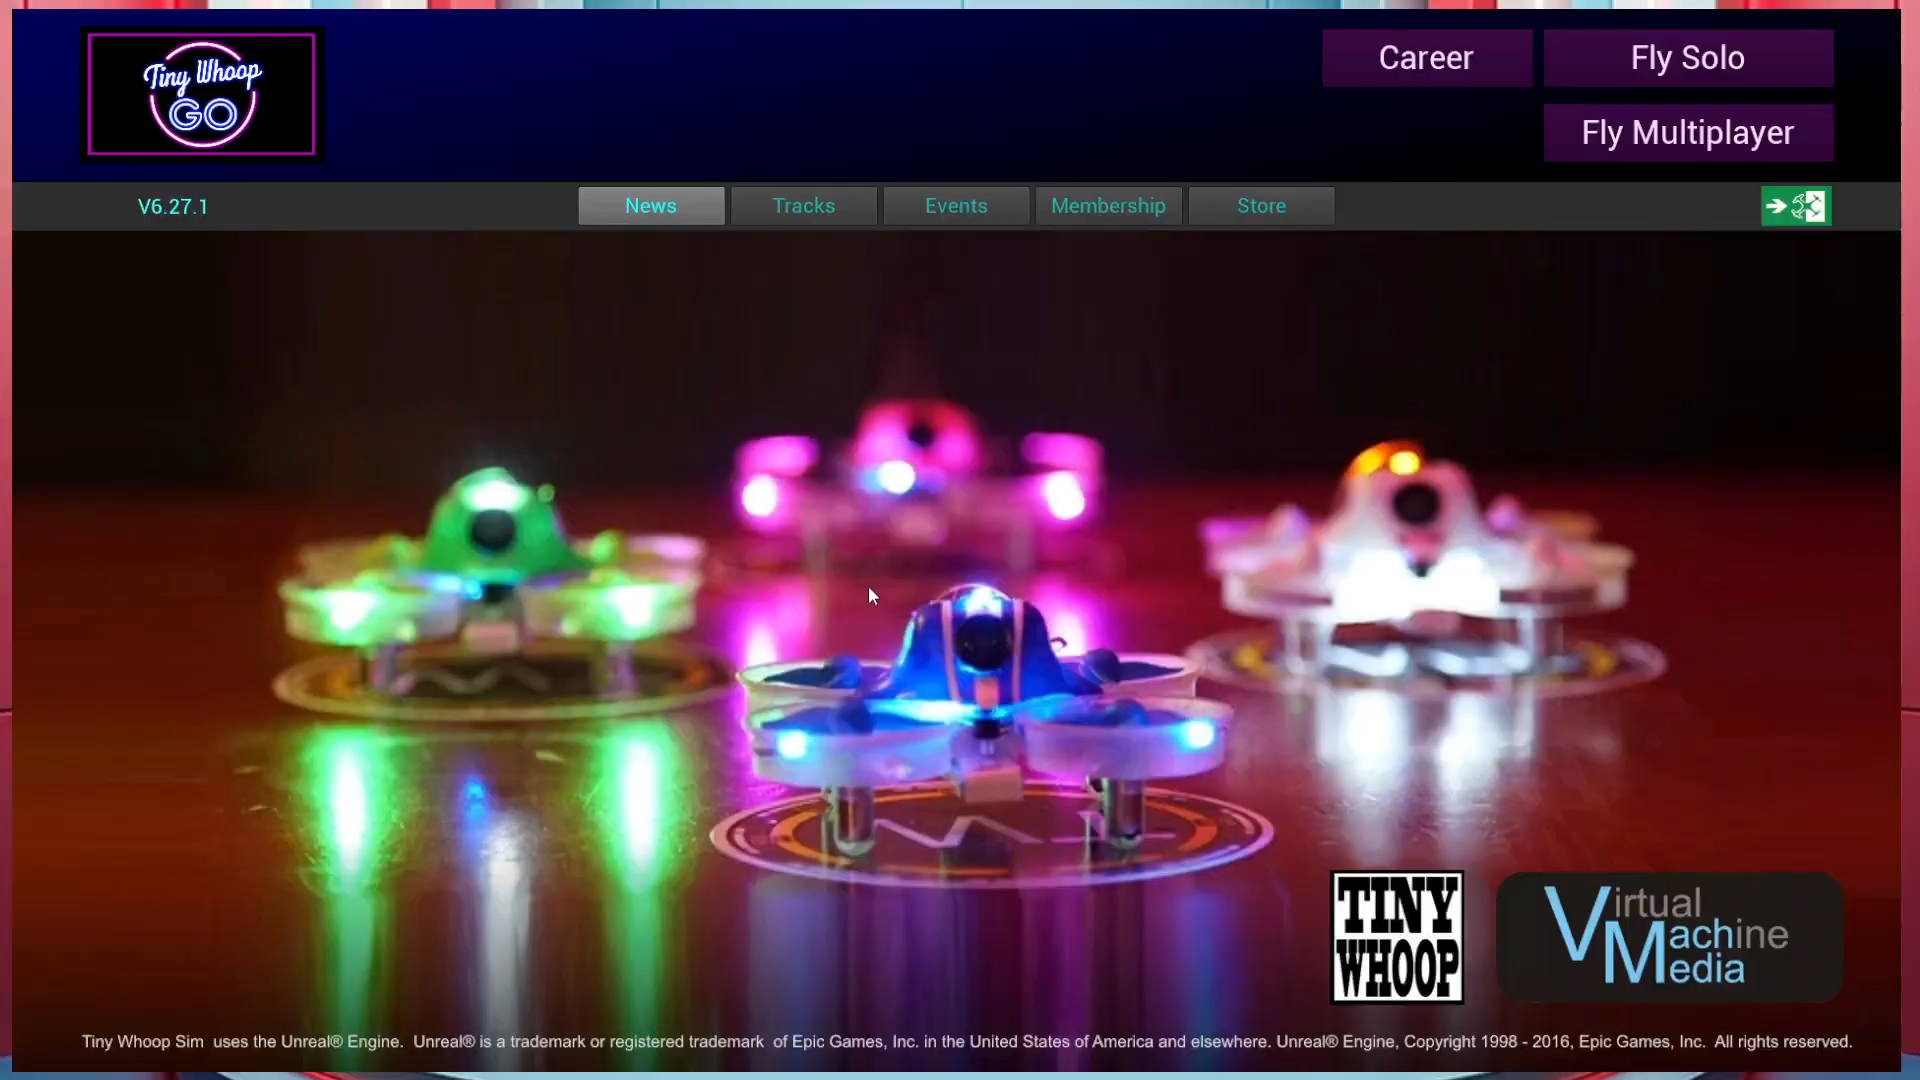 Tiny Whoop
GO
Career
Fly Solo
Fly Multiplayer
V6.27.1
News
Tracks
Events
Membership
Store
TINY
WHOOP
Virtual
Machine
Media
Tiny Whoop Sim uses the Unreal® Engine. Unreal® is a trademark or registered trademark of Epic Games, Inc. in the United States of America and elsewhere. Unreal® Engine, Copyright 1998 - 2016, Epic Games, Inc. All rights reserved.